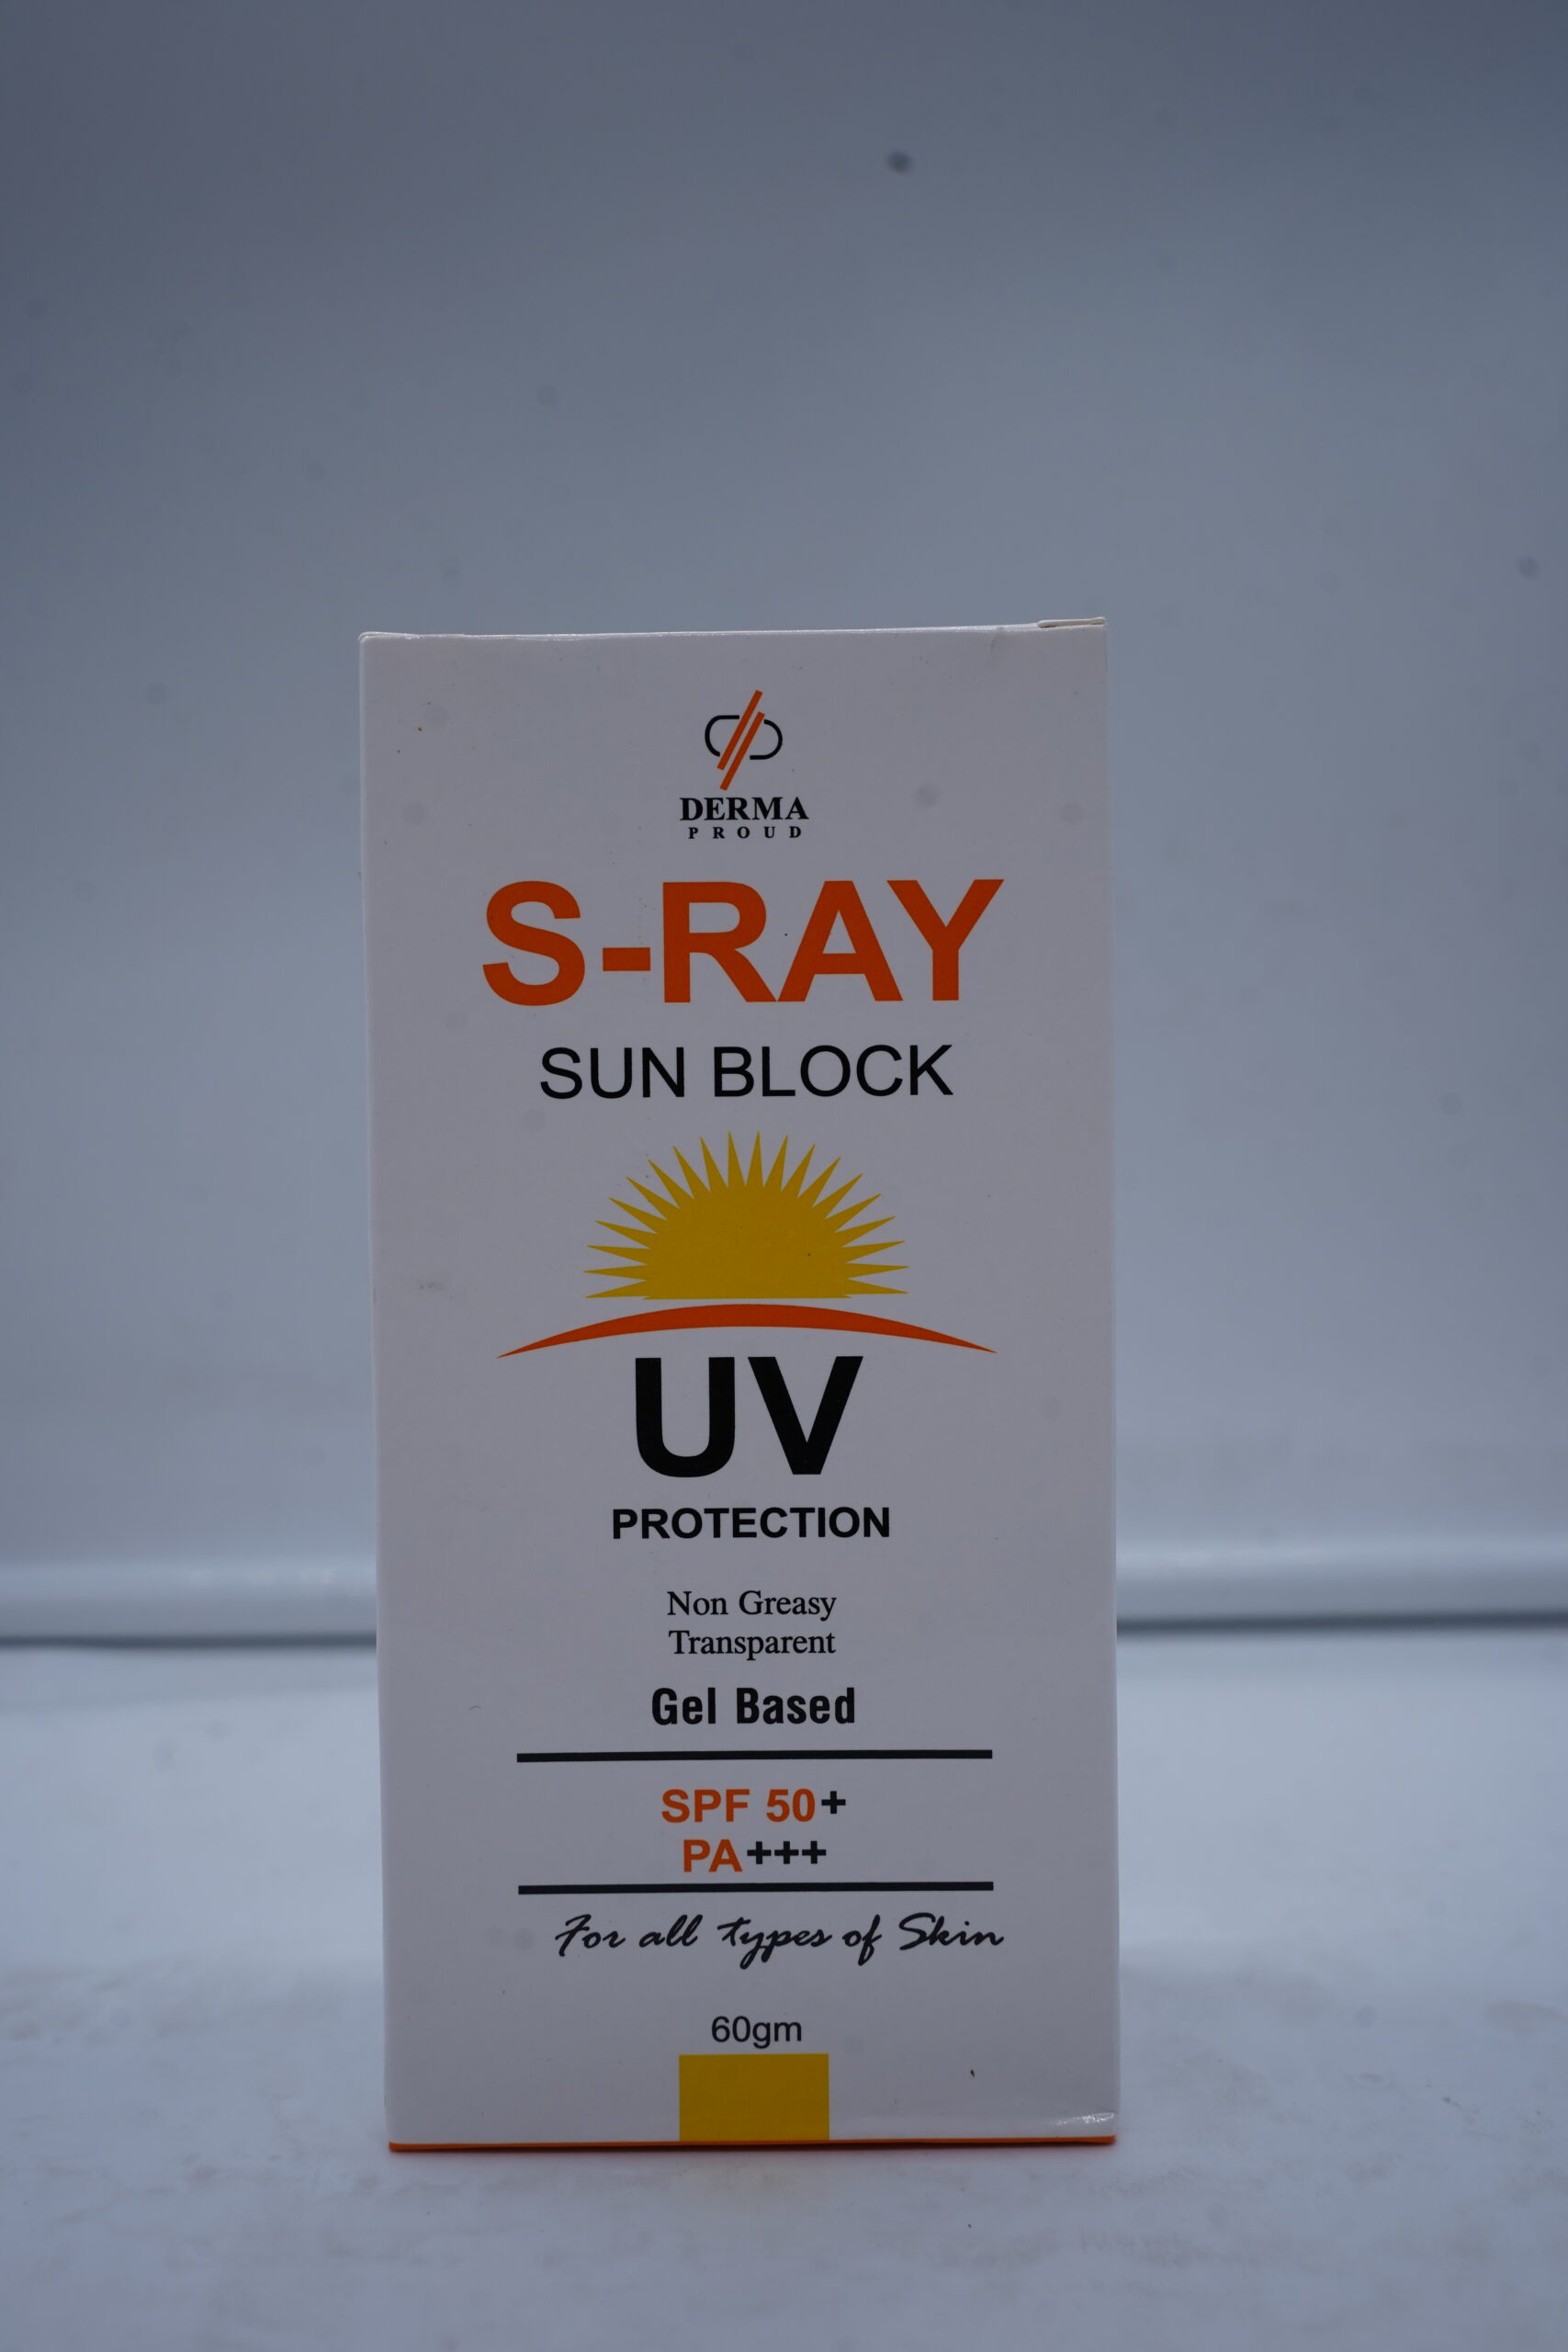 DERMA
PROUD
S-RAY
SUN BLOCK
UV
PROTECTION
Non Greasy
Transparent
Gel Based
SPF 50+
PA+++
For all types of Skin
60gm